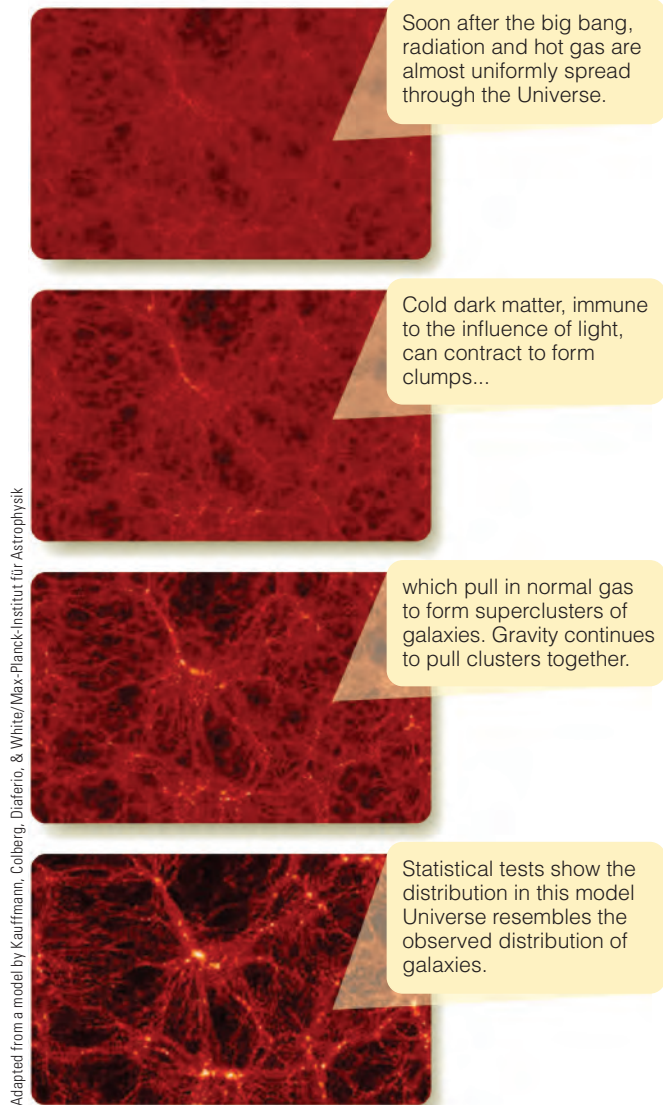 Soon after the big bang,
radiation and hot gas are
almost uniformly spread
through the Universe.
Cold dark matter, immune
to the influence of light,
can contract to form
clumps...
which pull in normal gas
to form superclusters of
galaxies. Gravity continues
to pull clusters together.
Statistical tests show the
distribution in this model
Universe resembles the
observed distribution of
galaxies.
Adapted from a model by Kauffmann, Colberg, Diaferio, & White/Max-Planck-Institut für Astrophysik